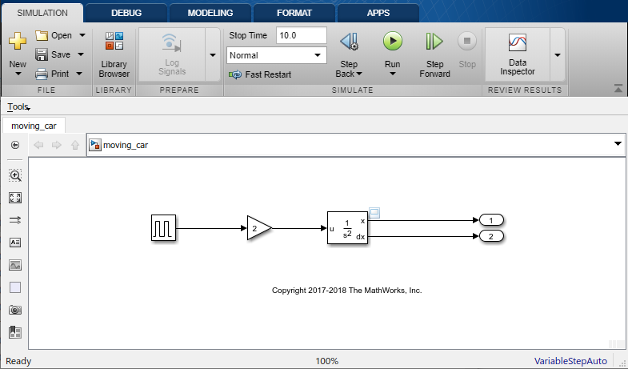 SIMULATION DEBUG MODELING FORMAT APPS
New
Open
Save
Print
FILE
Library
Browser
LIBRARY
Log
Signals
PREPARE
Stop Time 10.0
Normal
Fast Restart
Step
Back
Run
Step
Forward
Stop
SIMULATE
Data
Inspector
REVIEW RESULTS
Tools
moving_car
moving_car
2
u
1
s2
x
dx
1
2
Copyright 2017-2018 The MathWorks, Inc.
Ready 100% VariableStepAuto